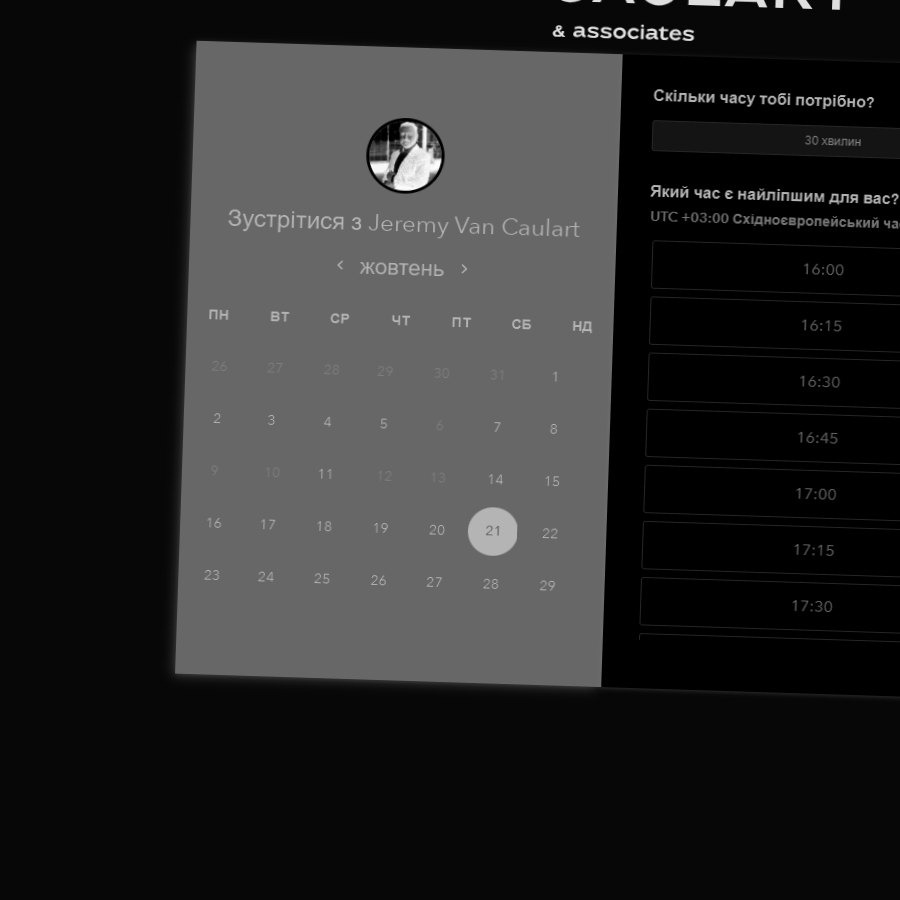 & associates
Зустрітися з Jeremy Van Caulart
жовтень
ПН ВТ СР ЧТ ПТ СБ НД
26 27 28 29 30 31 1
2 3 4 5 6 7 8
9 10 11 12 13 14 15
16 17 18 19 20 21 22
23 24 25 26 27 28 29
Скільки часу тобі потрібно?
30 хвилин
Який час є найліпшим для вас?
UTC +03:00 Східноєвропейський
16:00
16:15
16:30
16:45
17:00
17:15
17:30